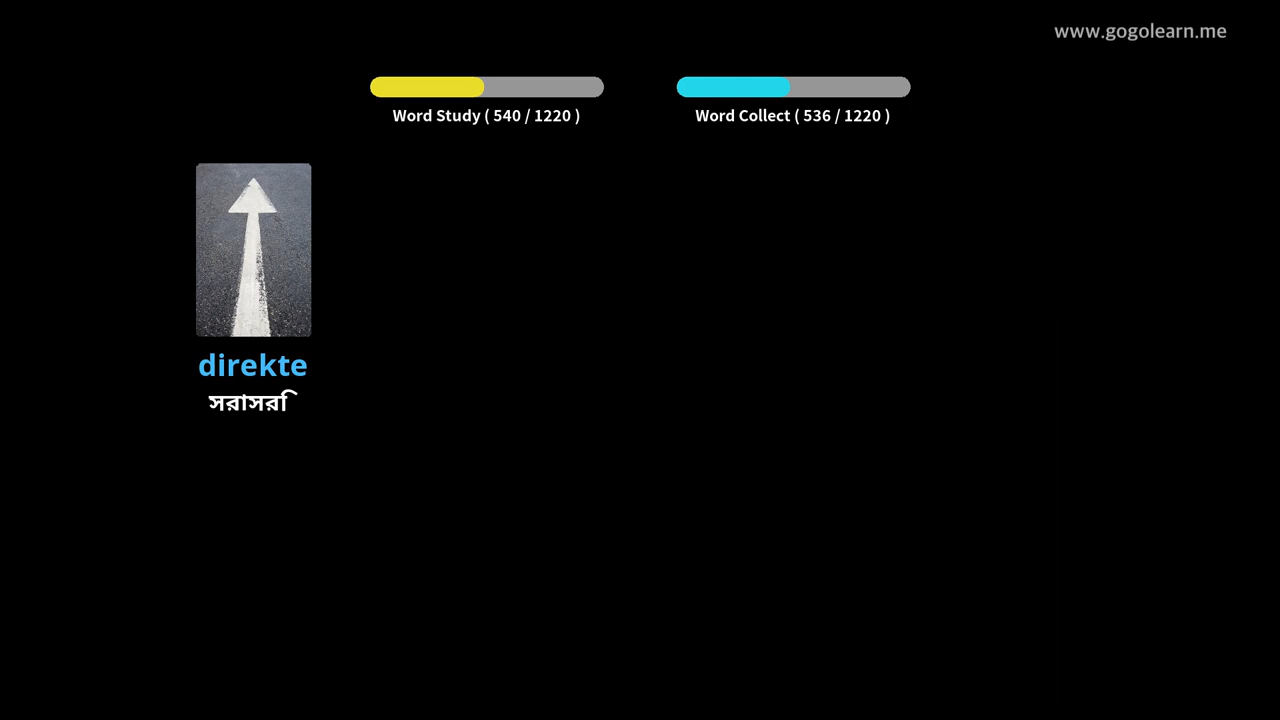 www.gogolearn.me
Word Study ( 540 / 1220 )
Word Collect ( 536 / 1220 )
direkte
সরাসরি